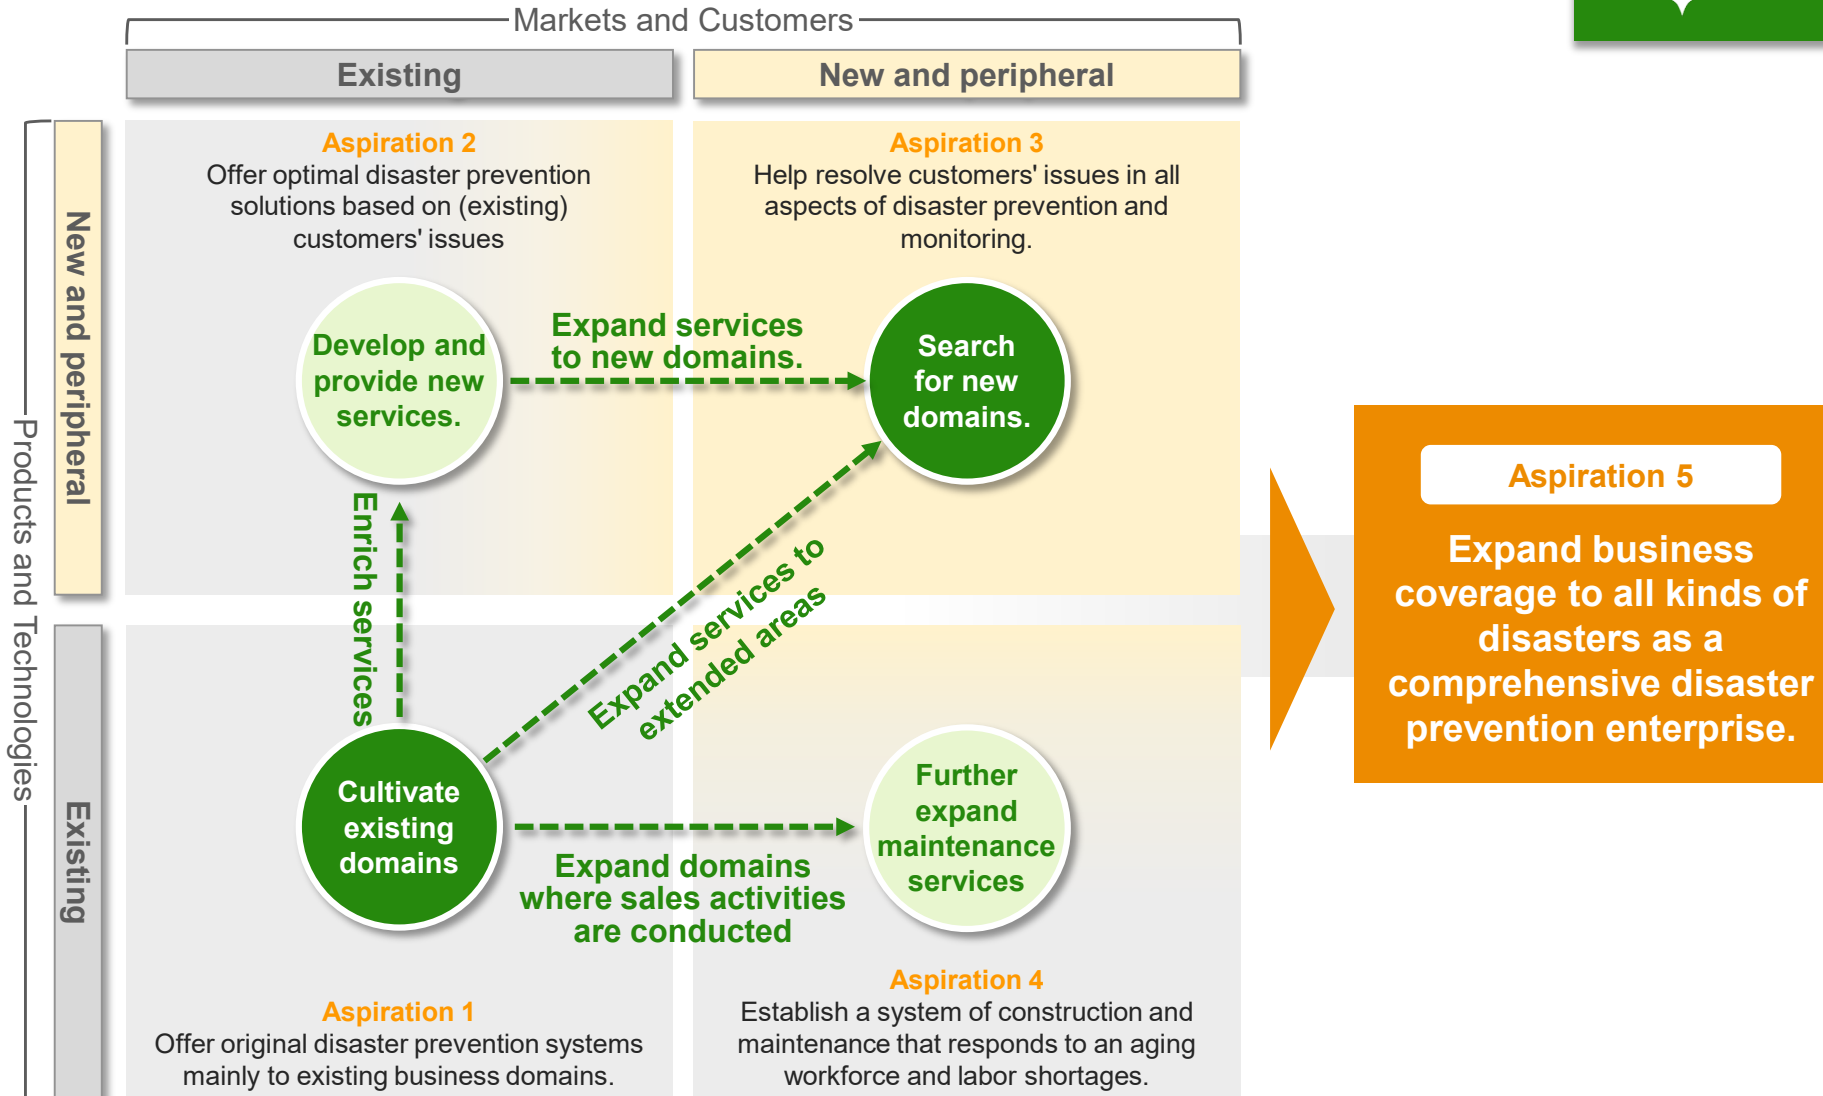 Markets and Customers
Existing
New and peripheral
Products and Technologies
New and peripheral
Existing
Aspiration 2
Offer optimal disaster prevention
solutions based on (existing)
customers' issues
Aspiration 3
Help resolve customers' issues in all
aspects of disaster prevention and
monitoring.
Develop and
provide new
services.
Expand services
to new domains.
Search
for new
domains.
Enrich services
Expand services to
extended areas
Cultivate
existing
domains
Expand domains
where sales activities
are conducted
Further
expand
maintenance
services
Aspiration 1
Offer original disaster prevention systems
mainly to existing business domains.
Aspiration 4
Establish a system of construction and
maintenance that responds to an aging
workforce and labor shortages.
Aspiration 5
Expand business
coverage to all kinds of
disasters as a
comprehensive disaster
prevention enterprise.